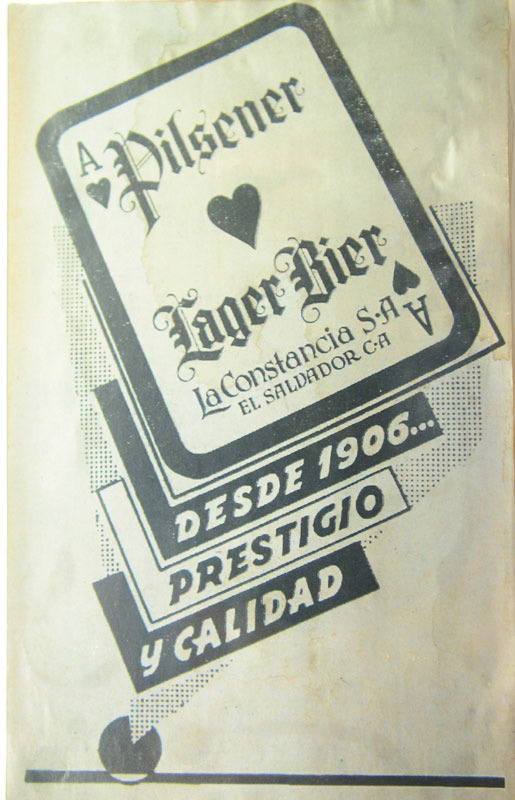 A
Pilsener
Lager Bier
La Constancia S·A
EL SALVADOR C·A
A
DESDE 1906...
PRESTIGIO
Y CALIDAD